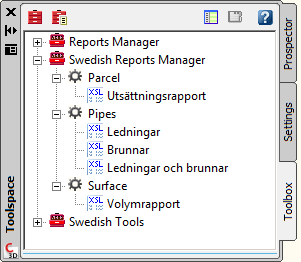 Reports Manager
Swedish Reports Manager
Parcel
XSL Utsättningsrapport
Pipes
XSL Ledningar
XSL Brunnar
XSL Ledningar och brunnar
Surface
XSL Volymrapport
Swedish Tools
Toolspace
C 3D
Prospector
Settings
Toolbox